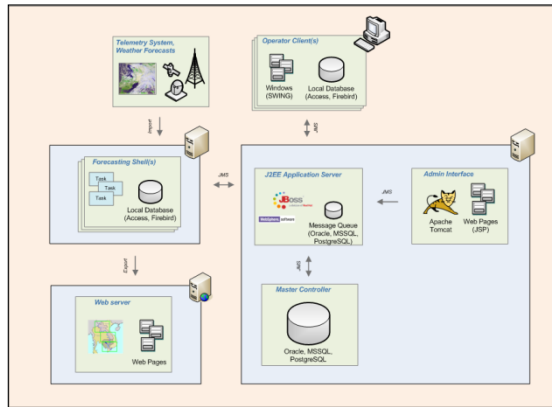 Telemetry System,
Weather Forecasts
Operator Client(s)
Windows
(SWING)
Local Database
(Access, Firebird)
Import
JMS
Forecasting Shell(s)
Task
Task
Task
Local Database
(Access, Firebird)
JMS
J2EE Application Server
JBoss
Message Queue
(Oracle, MSSQL,
PostgreSQL)
JMS
Admin Interface
Apache
Tomcat
Web Pages
(JSP)
Export
JMS
Web server
Web Pages
Master Controller
Oracle, MSSQL,
PostgreSQL